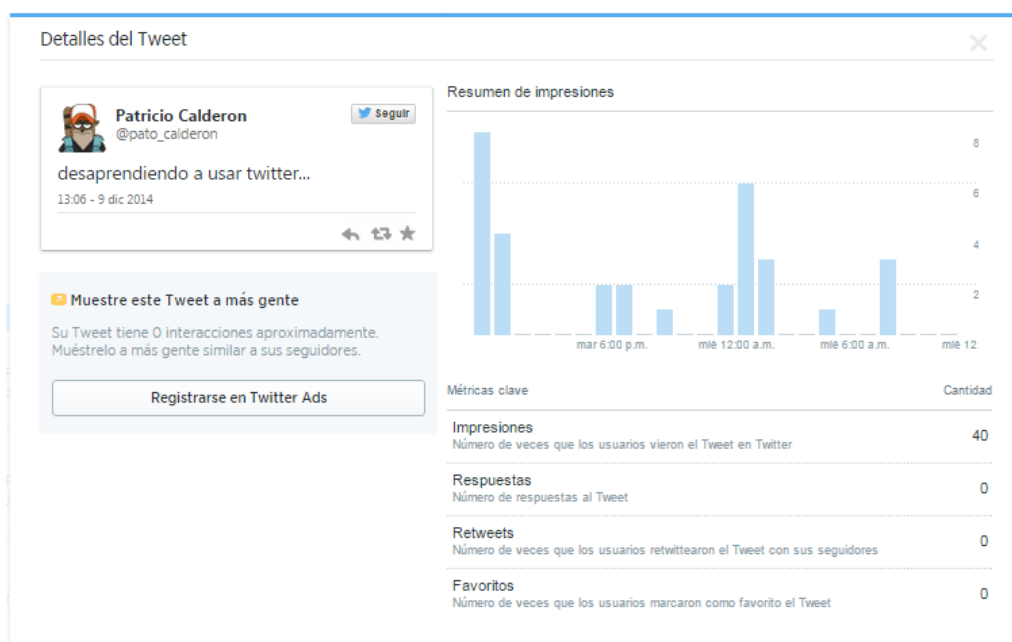 Detalles del Tweet
Patricio Calderon
@pato_calderon
Seguir
desaprendiendo a usar twitter...
13:06 - 9 dic 2014
Muestre este Tweet a más gente
Su Tweet tiene 0 interacciones aproximadamente.
Muéstrelo a más gente similar a sus seguidores.
Registrarse en Twitter Ads
Resumen de impresiones
8
6
4
2
mar 6:00 p.m. mié 12:00 a.m. mié 6:00 a.m. mié 12
Métricas clave Cantidad
Impresiones 40
Número de veces que los usuarios vieron el Tweet en Twitter
Respuestas 0
Número de respuestas al Tweet
Retweets 0
Número de veces que los usuarios retwittearon el Tweet con sus seguidores
Favoritos 0
Número de veces que los usuarios marcaron como favorito el Tweet